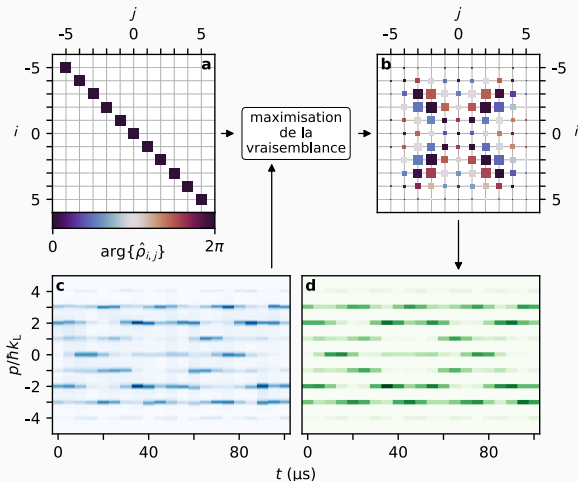 j
j
-5 0 5
-5 0 5
a
b
-5
0
5
i
maximisation
de la
vraisemblance
-5
0
5
i
0 2π
arg{ρ̂i,j}
c
d
4
2
0
-2
-4
p/ħkL
0 40 80
0 40 80
t (µs)
t (µs)